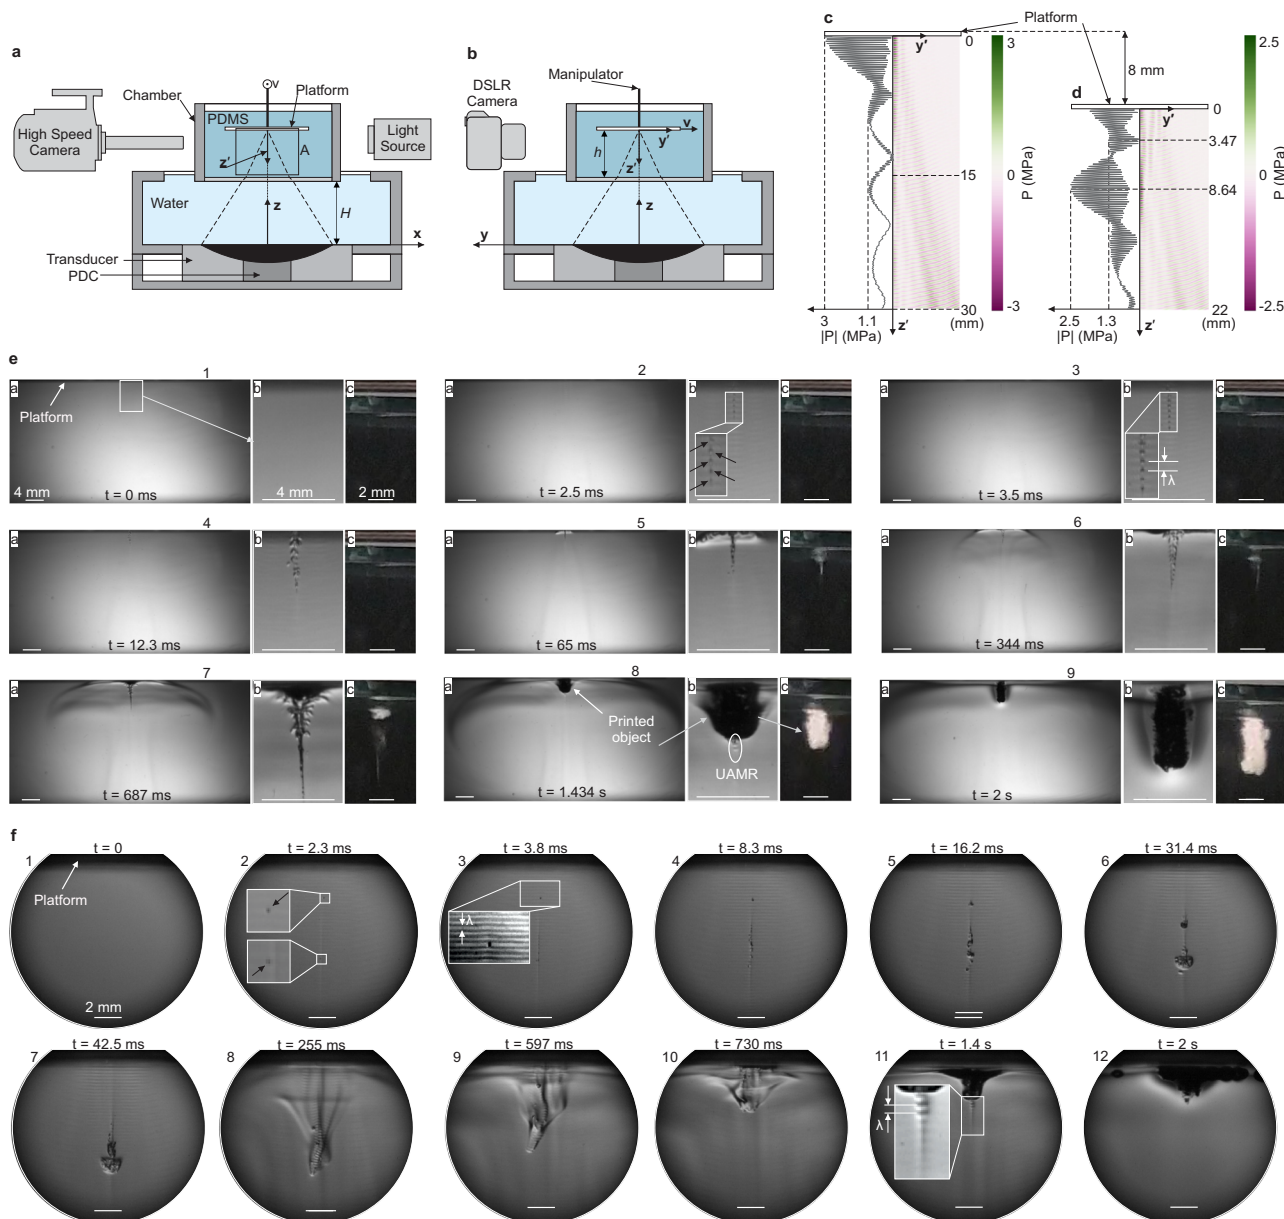 a
High Speed
Camera
Chamber
PDMS
v
Platform
A
z′
h
Light
Source
Water
z
H
x
Transducer
PDC
b
DSLR
Camera
Manipulator
v
y′
h
z′
z
y
c
Platform
y′
0
15
30
(mm)
3
1.1
|P| (MPa)
z′
3
0
-3
P (MPa)
8 mm
d
y′
0
3.47
8.64
22
(mm)
2.5
1.3
|P| (MPa)
z′
2.5
0
-2.5
P (MPa)
e
1
a
Platform
4 mm
t = 0 ms
b
4 mm
c
2 mm
2
a
t = 2.5 ms
b
c
3
a
t = 3.5 ms
b
λ
c
4
a
t = 12.3 ms
b
c
5
a
t = 65 ms
b
c
6
a
t = 344 ms
b
c
7
a
t = 687 ms
b
c
8
a
Printed
object
t = 1.434 s
b
UAMR
c
9
a
t = 2 s
b
c
f
1
t = 0
Platform
2 mm
2
t = 2.3 ms
3
t = 3.8 ms
λ
4
t = 8.3 ms
5
t = 16.2 ms
6
t = 31.4 ms
7
t = 42.5 ms
8
t = 255 ms
9
t = 597 ms
10
t = 730 ms
11
t = 1.4 s
λ
12
t = 2 s